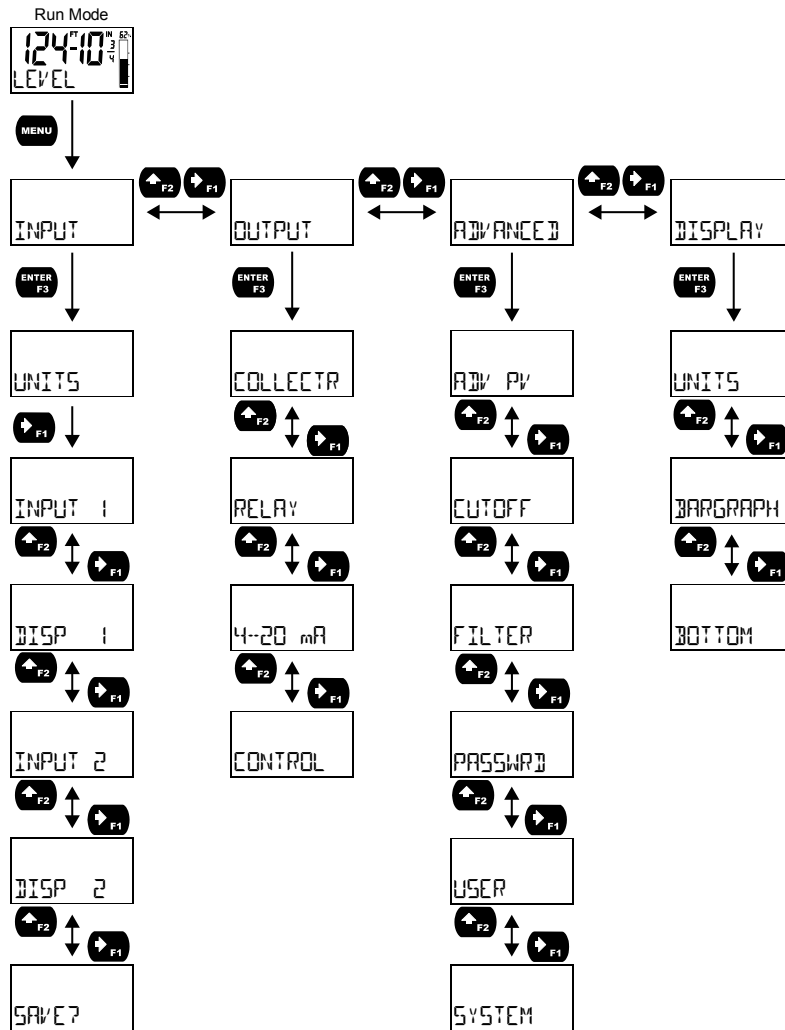 Run Mode
124 FT 10 IN 3/4 62%
LEVEL
MENU
F2 F1 F2 F1 F2 F1
INPUT OUTPUT ADVANCED DISPLAY
ENTER F3 ENTER F3 ENTER F3 ENTER F3
UNITS COLLECTR ADV PV UNITS
F1 F2 F1 F2 F1 F2 F1
INPUT 1 RELAY CUTOFF BARGRAPH
F2 F1 F2 F1 F2 F1 F2 F1
DISP 1 4--20 mA FILTER BOTTOM
F2 F1 F2 F1 F2 F1
INPUT 2 CONTROL PASSWRD
F2 F1 F2 F1
DISP 2 USER
F2 F1 F2 F1
SAVE? SYSTEM